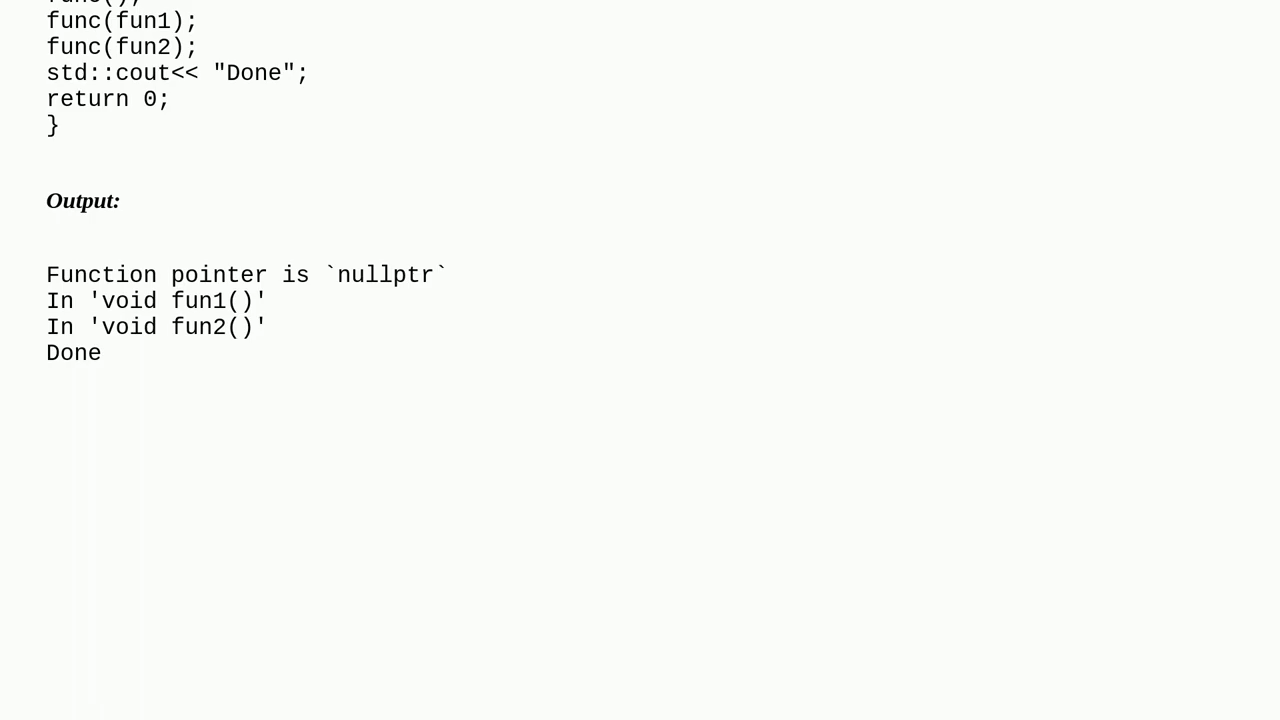 func();
func(fun1);
func(fun2);
std::cout<< "Done";
return 0;
}
Output:
Function pointer is `nullptr`
In 'void fun1()'
In 'void fun2()'
Done